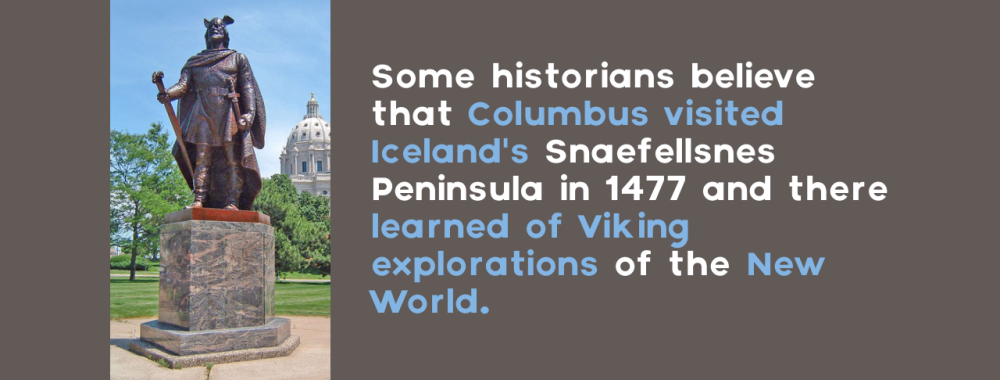 Some historians believe
that Columbus visited
Iceland's Snaefellsnes
Peninsula in 1477 and there
learned of Viking
explorations of the New
World.